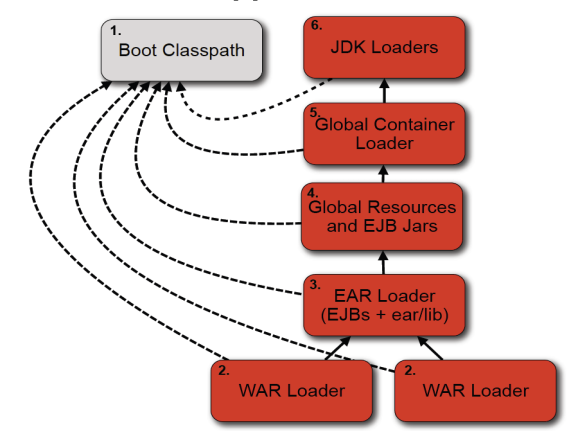 1.
Boot Classpath
6.
JDK Loaders
5.
Global Container
Loader
4.
Global Resources
and EJB Jars
3.
EAR Loader
(EJBs + ear/lib)
2.
WAR Loader
2.
WAR Loader